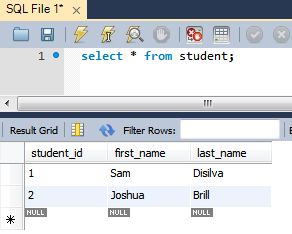 SQL File 1*
1 select * from student;
Result Grid Filter Rows:
student_id first_name last_name
1 Sam Disilva
2 Joshua Brill
NULL NULL NULL